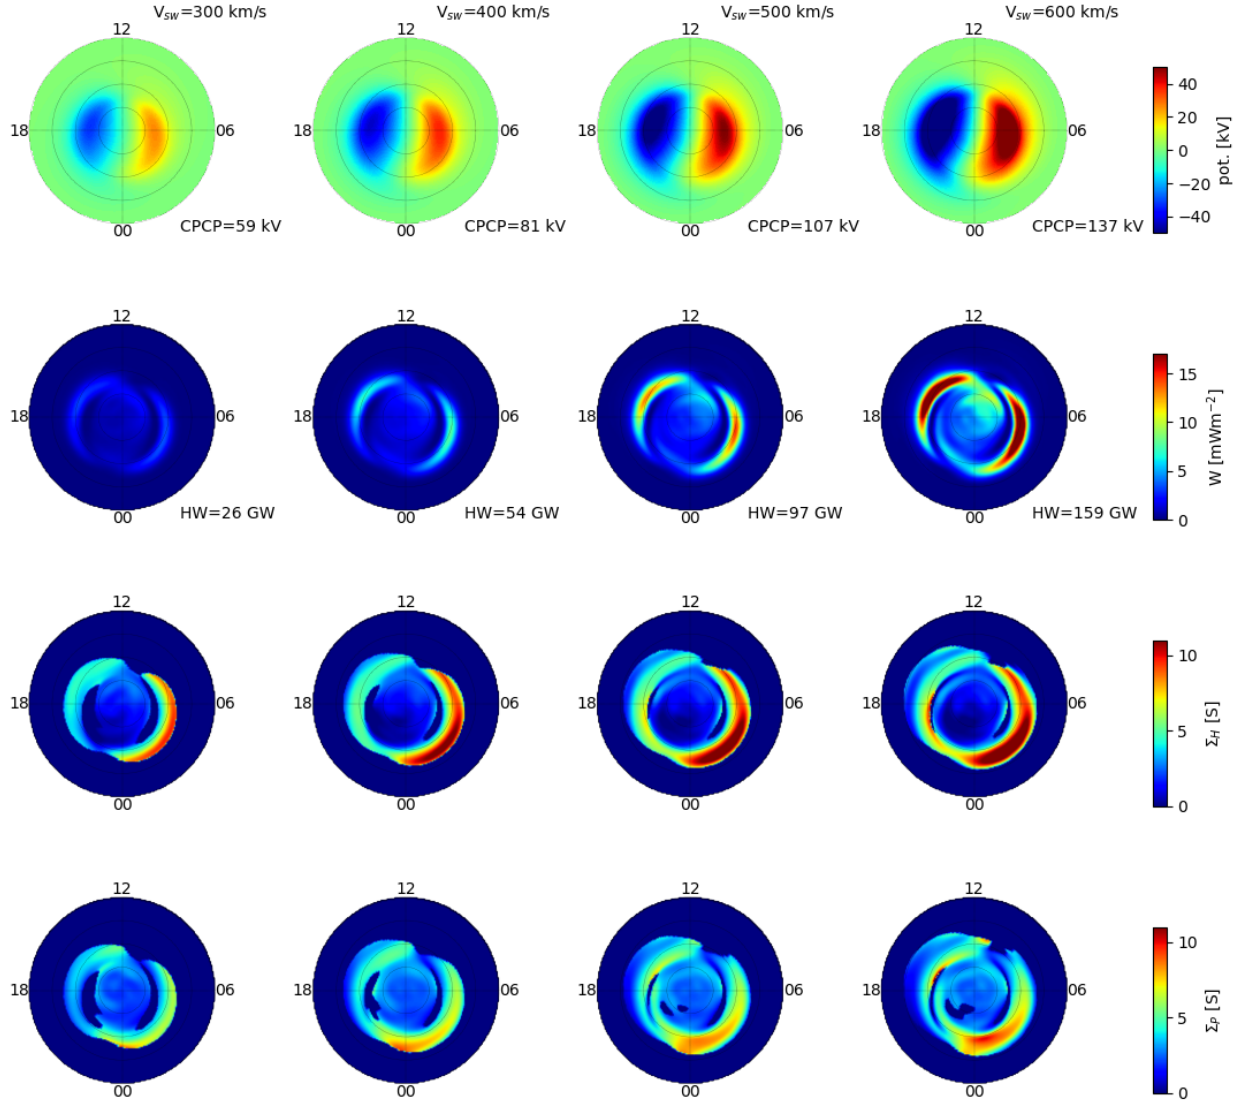 V_sw=300 km/s V_sw=400 km/s V_sw=500 km/s V_sw=600 km/s
12 12 12 12
18 06 18 06 18 06 18 06
00 00 00 00
CPCP=59 kV CPCP=81 kV CPCP=107 kV CPCP=137 kV
40
20
0
−20
−40
pot. [kV]
12 12 12 12
18 06 18 06 18 06 18 06
00 00 00 00
HW=26 GW HW=54 GW HW=97 GW HW=159 GW
15
10
5
0
W [mWm⁻²]
12 12 12 12
18 06 18 06 18 06 18 06
00 00 00 00
10
5
0
Σ_H [S]
12 12 12 12
18 06 18 06 18 06 18 06
00 00 00 00
10
5
0
Σ_P [S]